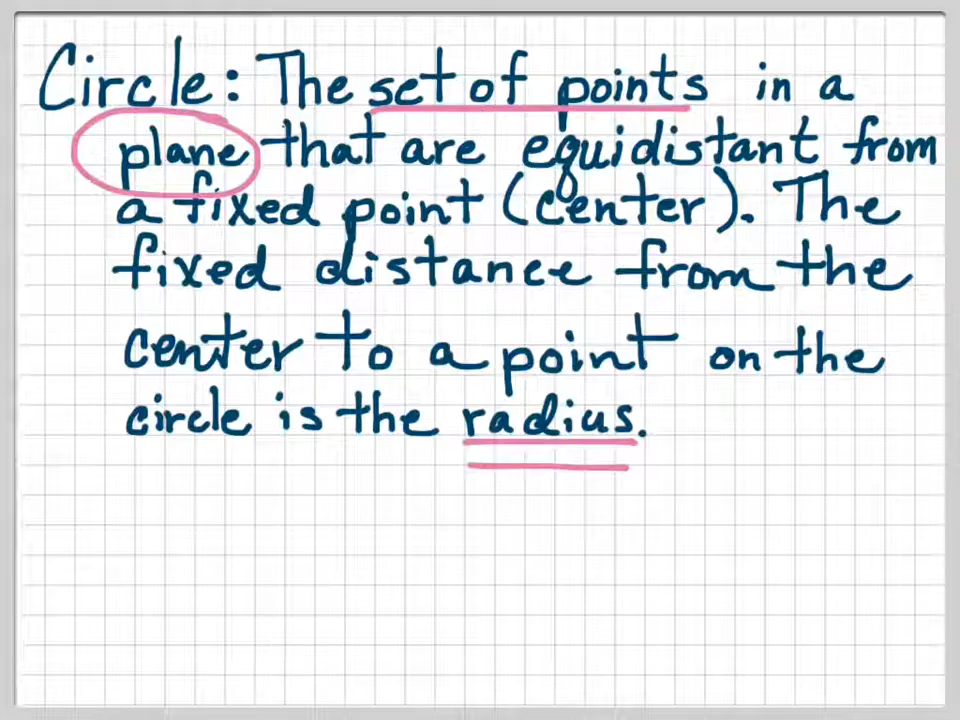 Circle: The set of points in a
plane that are equidistant from
a fixed point (center). The
fixed distance from the
center to a point on the
circle is the radius.